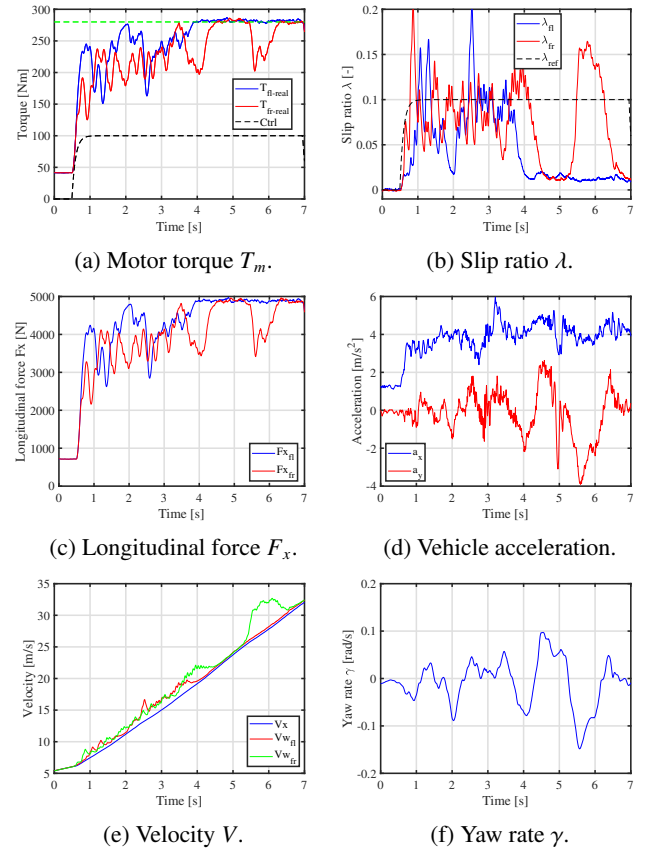 300
250
200
150
100
50
0
Torque [Nm]
T_fl-real
T_fr-real
Ctrl
0 1 2 3 4 5 6 7
Time [s]
(a) Motor torque T_m.
0.2
0.15
0.1
0.05
0
Slip ratio λ [-]
λ_fl
λ_fr
λ_ref
0 1 2 3 4 5 6 7
Time [s]
(b) Slip ratio λ.
5000
4000
3000
2000
1000
0
Longitudinal force Fx [N]
Fx_fl
Fx_fr
0 1 2 3 4 5 6 7
Time [s]
(c) Longitudinal force F_x.
6
4
2
0
-2
-4
Acceleration [m/s²]
a_x
a_y
0 1 2 3 4 5 6 7
Time [s]
(d) Vehicle acceleration.
35
30
25
20
15
10
5
Velocity [m/s]
Vx
Vw_fl
Vw_fr
0 1 2 3 4 5 6 7
Time [s]
(e) Velocity V.
0.2
0.1
0
-0.1
-0.2
Yaw rate γ [rad/s]
0 1 2 3 4 5 6 7
Time [s]
(f) Yaw rate γ.